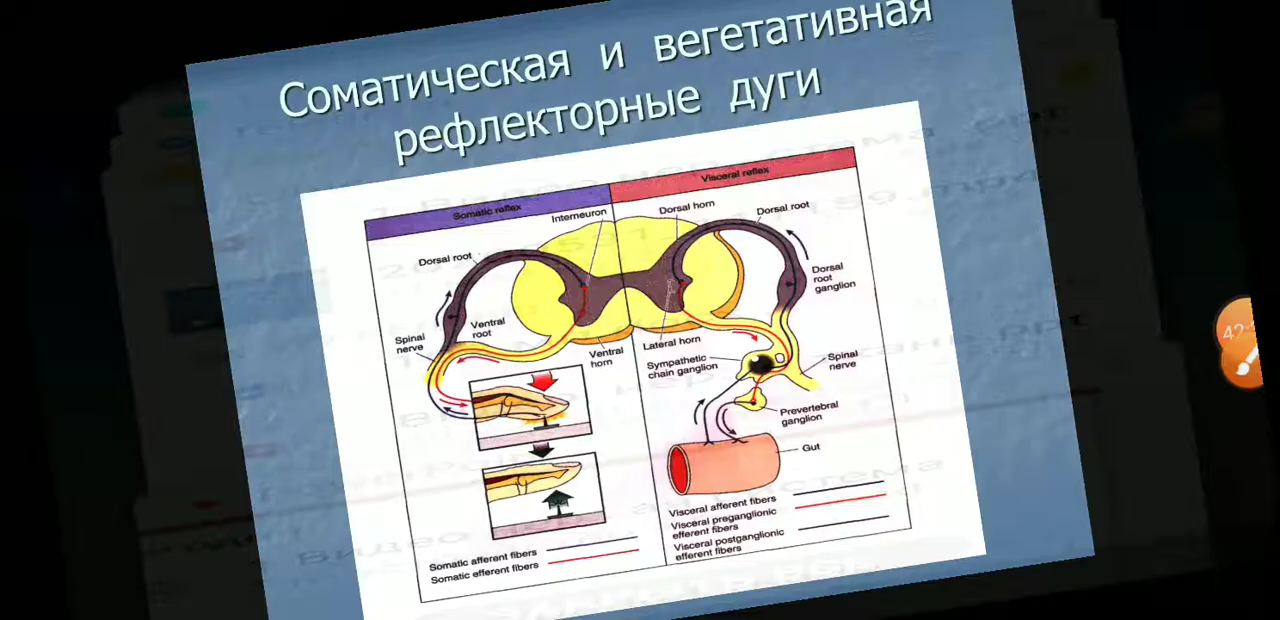 Соматическая и вегетативная
рефлекторные дуги
Somatic reflex
Visceral reflex
Interneuron
Dorsal horn
Dorsal root
Dorsal root
Dorsal
root
ganglion
Spinal
nerve
Ventral
root
Ventral
horn
Lateral horn
Sympathetic
chain ganglion
Spinal
nerve
Prevertebral
ganglion
Gut
Somatic afferent fibers
Somatic efferent fibers
Visceral afferent fibers
Visceral preganglionic
efferent fibers
Visceral postganglionic
efferent fibers